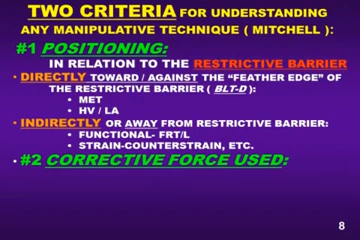 TWO CRITERIA FOR UNDERSTANDING
ANY MANIPULATIVE TECHNIQUE ( MITCHELL ):
#1 POSITIONING:
IN RELATION TO THE RESTRICTIVE BARRIER
• DIRECTLY TOWARD / AGAINST THE “FEATHER EDGE” OF
THE RESTRICTIVE BARRIER ( BLT-D ):
• MET
• HV / LA
• INDIRECTLY OR AWAY FROM RESTRICTIVE BARRIER:
• FUNCTIONAL- FRT/L
• STRAIN-COUNTERSTRAIN, ETC.
• #2 CORRECTIVE FORCE USED:
8